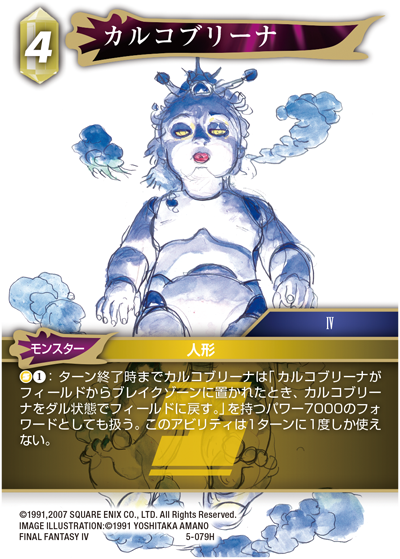 4
カルコブリーナ
IV
モンスター
人形
1：ターン終了時までカルコブリーナは「カルコブリーナが
フィールドからブレイクゾーンに置かれたとき、カルコブリー
ナをダル状態でフィールドに戻す。」を持つパワー7000のフォ
ワードとしても扱う。このアビリティは1ターンに1度しか使え
ない。
©1991,2007 SQUARE ENIX CO., LTD. All Rights Reserved.
IMAGE ILLUSTRATION:©1991 YOSHITAKA AMANO
FINAL FANTASY IV
5-079H